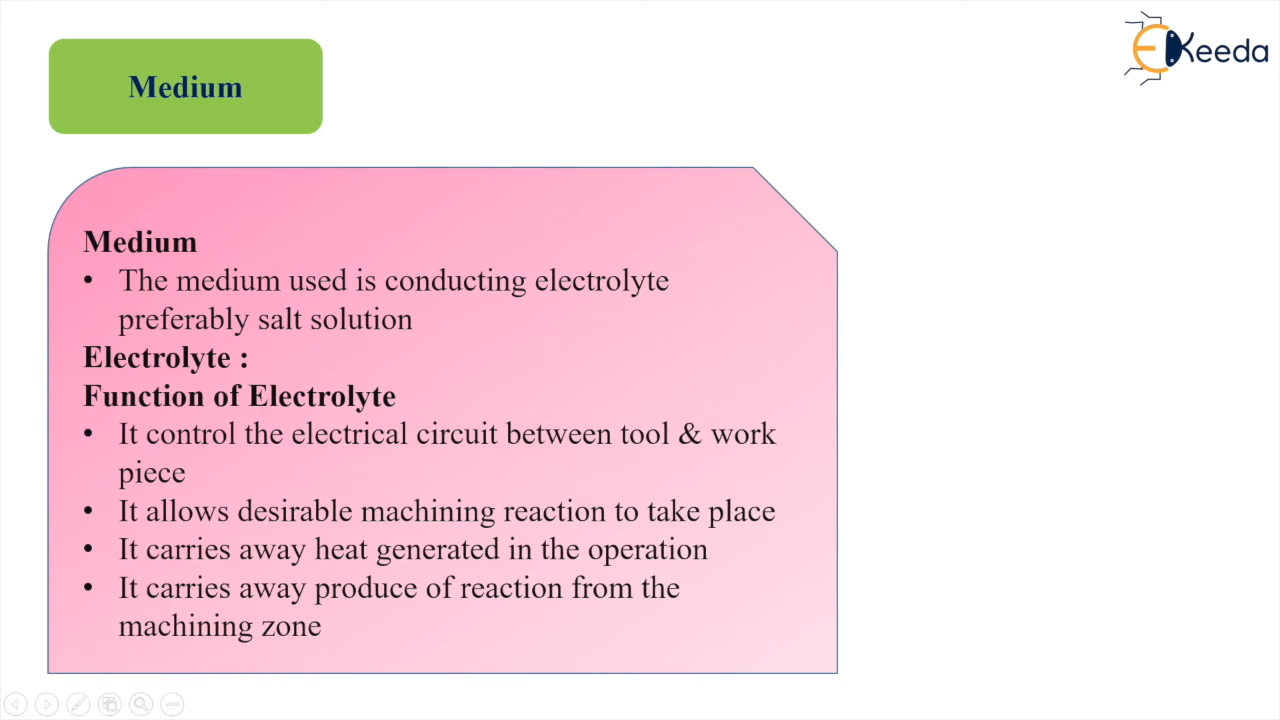 Medium
EKeeda
Medium
• The medium used is conducting electrolyte
preferably salt solution
Electrolyte :
Function of Electrolyte
• It control the electrical circuit between tool & work
piece
• It allows desirable machining reaction to take place
• It carries away heat generated in the operation
• It carries away produce of reaction from the
machining zone